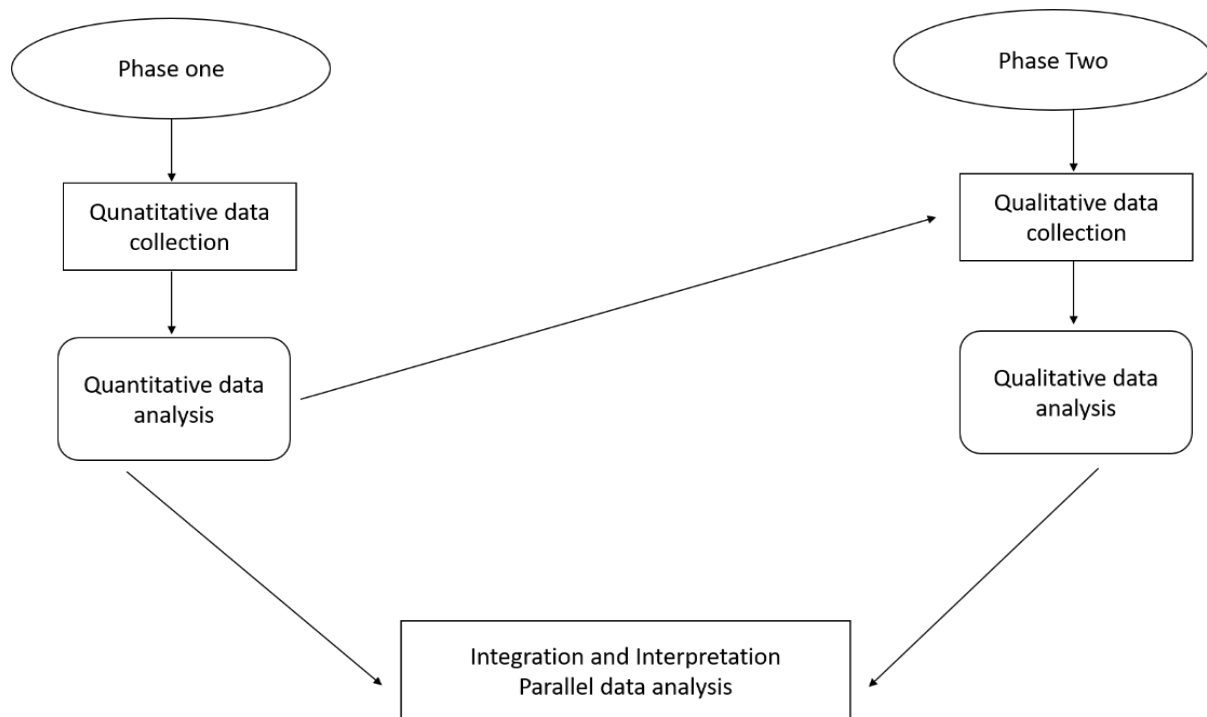 Phase one
Qunatitative data
collection
Quantitative data
analysis
Phase Two
Qualitative data
collection
Qualitative data
analysis
Integration and Interpretation
Parallel data analysis